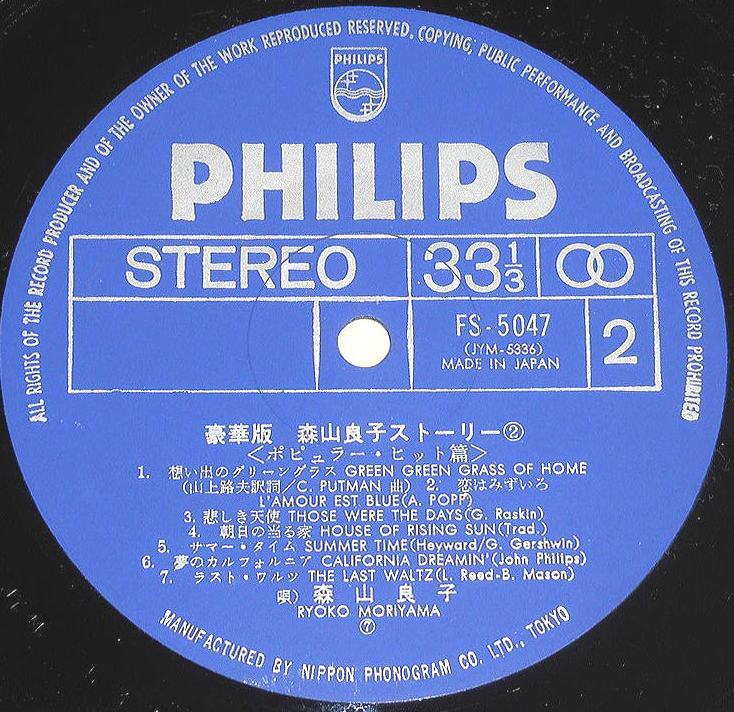 ALL RIGHTS OF THE RECORD PRODUCER AND OF THE OWNER OF THE WORK REPRODUCED RESERVED. COPYING, PUBLIC PERFORMANCE AND BROADCASTING OF THIS RECORD PROHIBITED
PHILIPS
PHILIPS
STEREO 33 1/3
FS-5047
(JYM-5336)
MADE IN JAPAN
2
豪華版 森山良子ストーリー②
<ポピュラー・ヒット篇>
1. 想い出のグリーングラス GREEN GREEN GRASS OF HOME
(山上路夫訳詞/C. PUTMAN 曲) 2. 恋はみずいろ
L'AMOUR EST BLUE(A. POPP)
3. 悲しき天使 THOSE WERE THE DAYS(G. Raskin)
4. 朝日の当る家 HOUSE OF RISING SUN(Trad.)
5. サマー・タイム SUMMER TIME(Heyward/G. Gershwin)
6. 夢のカルフォルニア CALIFORNIA DREAMIN'(John Philips)
7. ラスト・ワルツ THE LAST WALTZ(L. Reed-B. Mason)
唄) 森山良子
RYOKO MORIYAMA
⑦
MANUFACTURED BY NIPPON PHONOGRAM CO. LTD., TOKYO